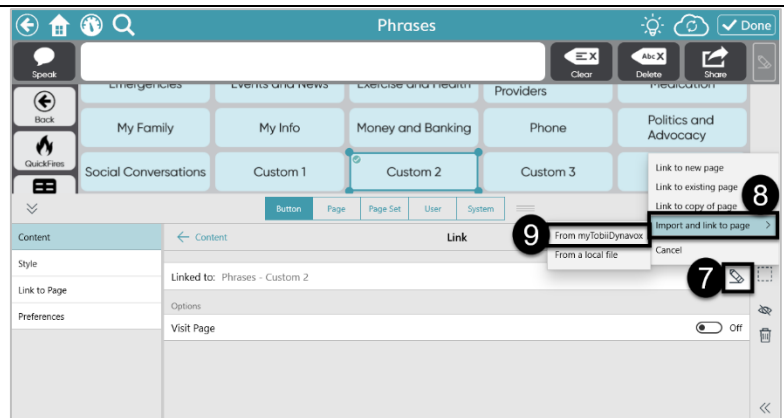 Phrases
Done
Speak
Clear
Abc
Delete
Share
Emergencies
Events and News
Exercise and Health
Providers
Medication
Back
My Family
My Info
Money and Banking
Phone
Politics and
Advocacy
QuickFires
Social Conversations
Custom 1
Custom 2
Custom 3
Link to new page
Link to existing page
Link to copy of page
8
Import and link to page
Cancel
Button
Page
Page Set
User
System
Content
Content
Link
9
From myTobiiDynavox
From a local file
Style
Linked to: Phrases - Custom 2
7
Link to Page
Options
Preferences
Visit Page
Off